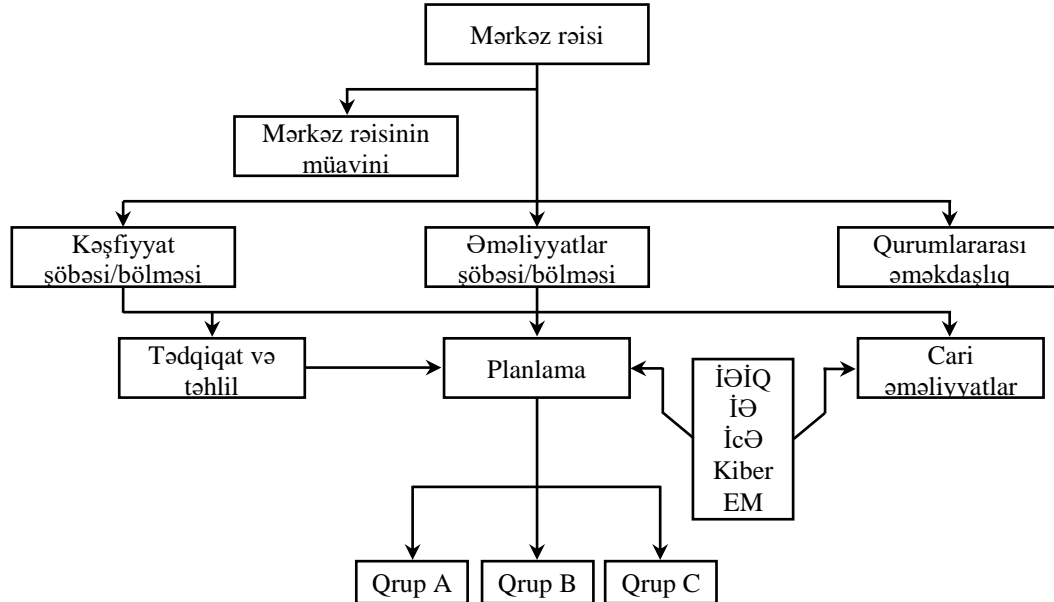 Mərkəz rəisi
Mərkəz rəisinin
müavini
Kəşfiyyat
şöbəsi/bölməsi
Əməliyyatlar
şöbəsi/bölməsi
Qurumlararası
əməkdaşlıq
Tədqiqat və
təhlil
Planlama
İƏİQ
İƏ
İcƏ
Kiber
EM
Cari
əməliyyatlar
Qrup A
Qrup B
Qrup C